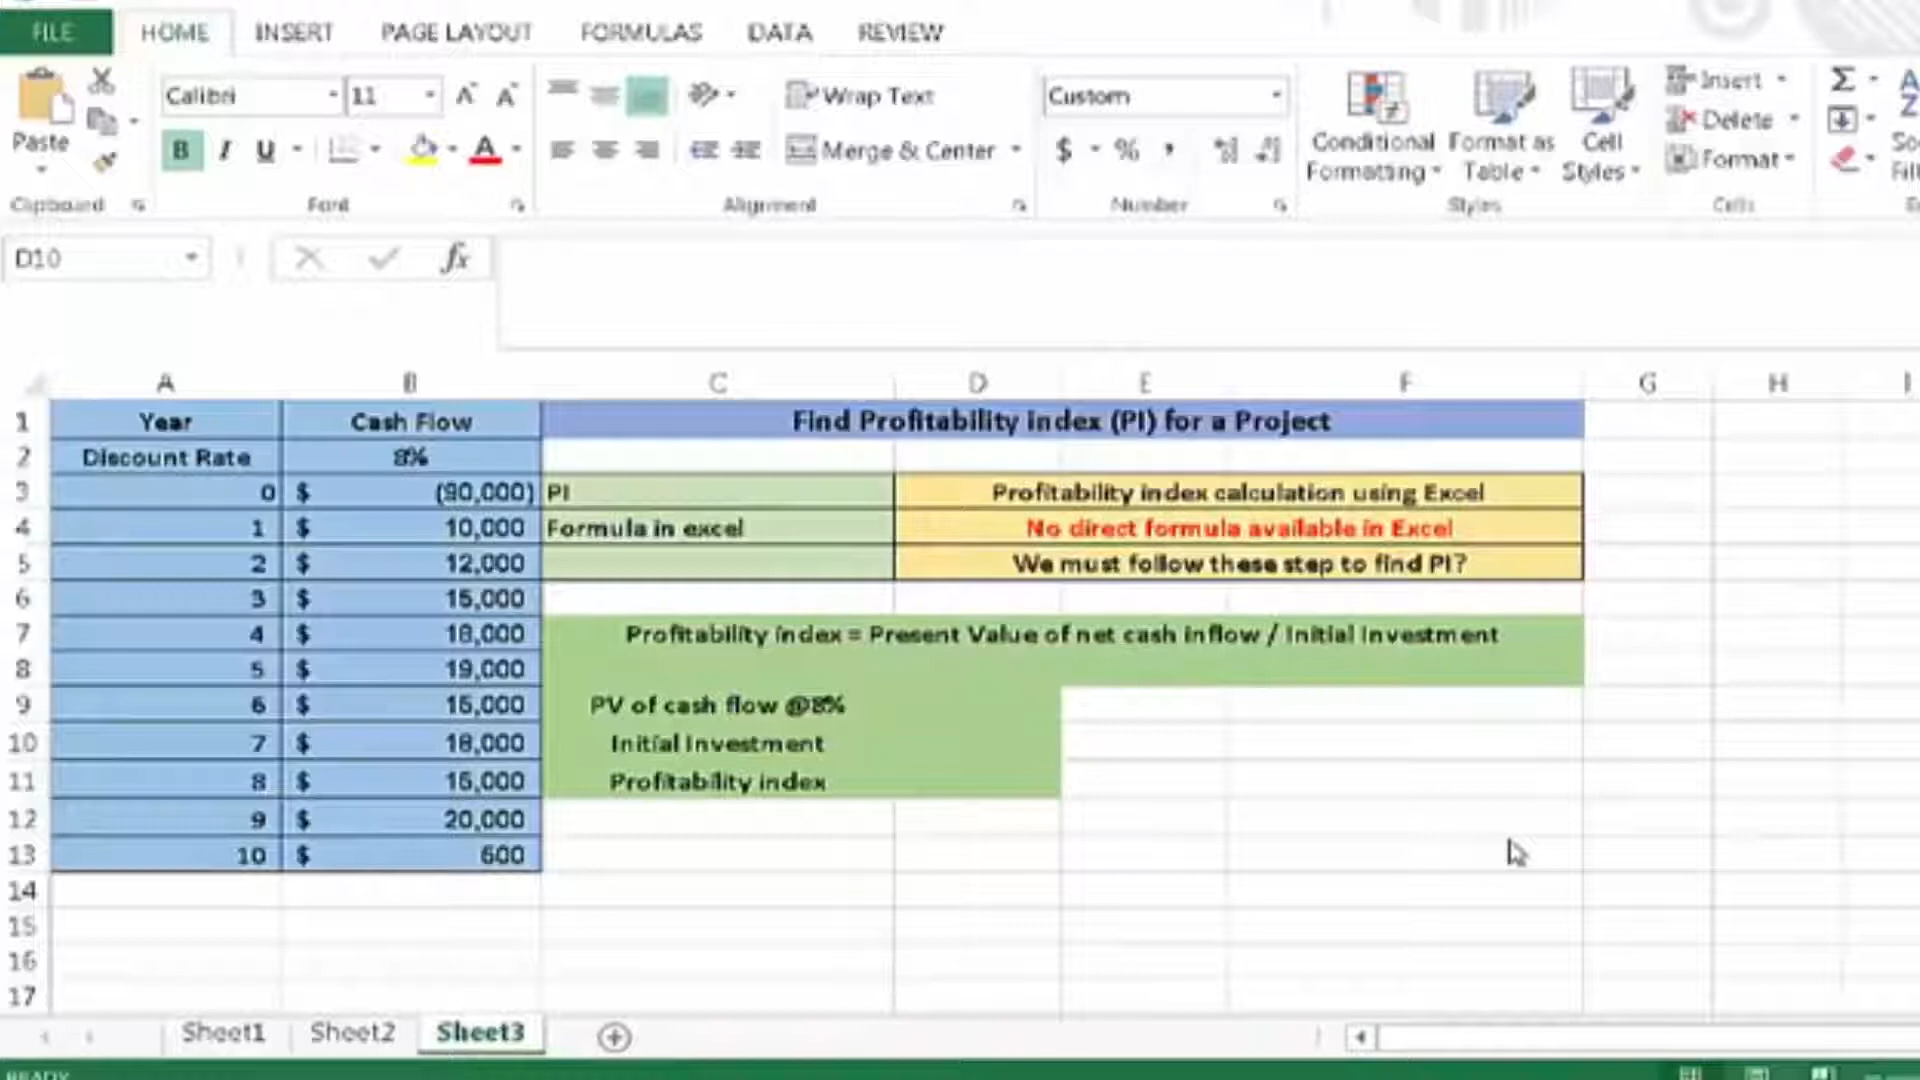 FILE HOME INSERT PAGE LAYOUT FORMULAS DATA REVIEW
Calibri 11 Wrap Text Custom Insert
Paste B I U Merge & Center $ % , Conditional Formatting Format as Table Cell Styles Delete
Format
Clipboard Font Alignment Number Styles Cells
D10 fx
A B C D E F G H I
1 Year Cash Flow Find Profitability index (PI) for a Project
2 Discount Rate 8%
3 0 $ (90,000) PI Profitability index calculation using Excel
4 1 $ 10,000 Formula in excel No direct formula available in Excel
5 2 $ 12,000 We must follow these step to find PI?
6 3 $ 15,000
7 4 $ 18,000 Profitability index = Present Value of net cash inflow / Initial Investment
8 5 $ 19,000
9 6 $ 15,000 PV of cash flow @8%
10 7 $ 18,000 Initial Investment
11 8 $ 15,000 Profitability index
12 9 $ 20,000
13 10 $
14
15
16
17
Sheet1 Sheet2 Sheet3
READY